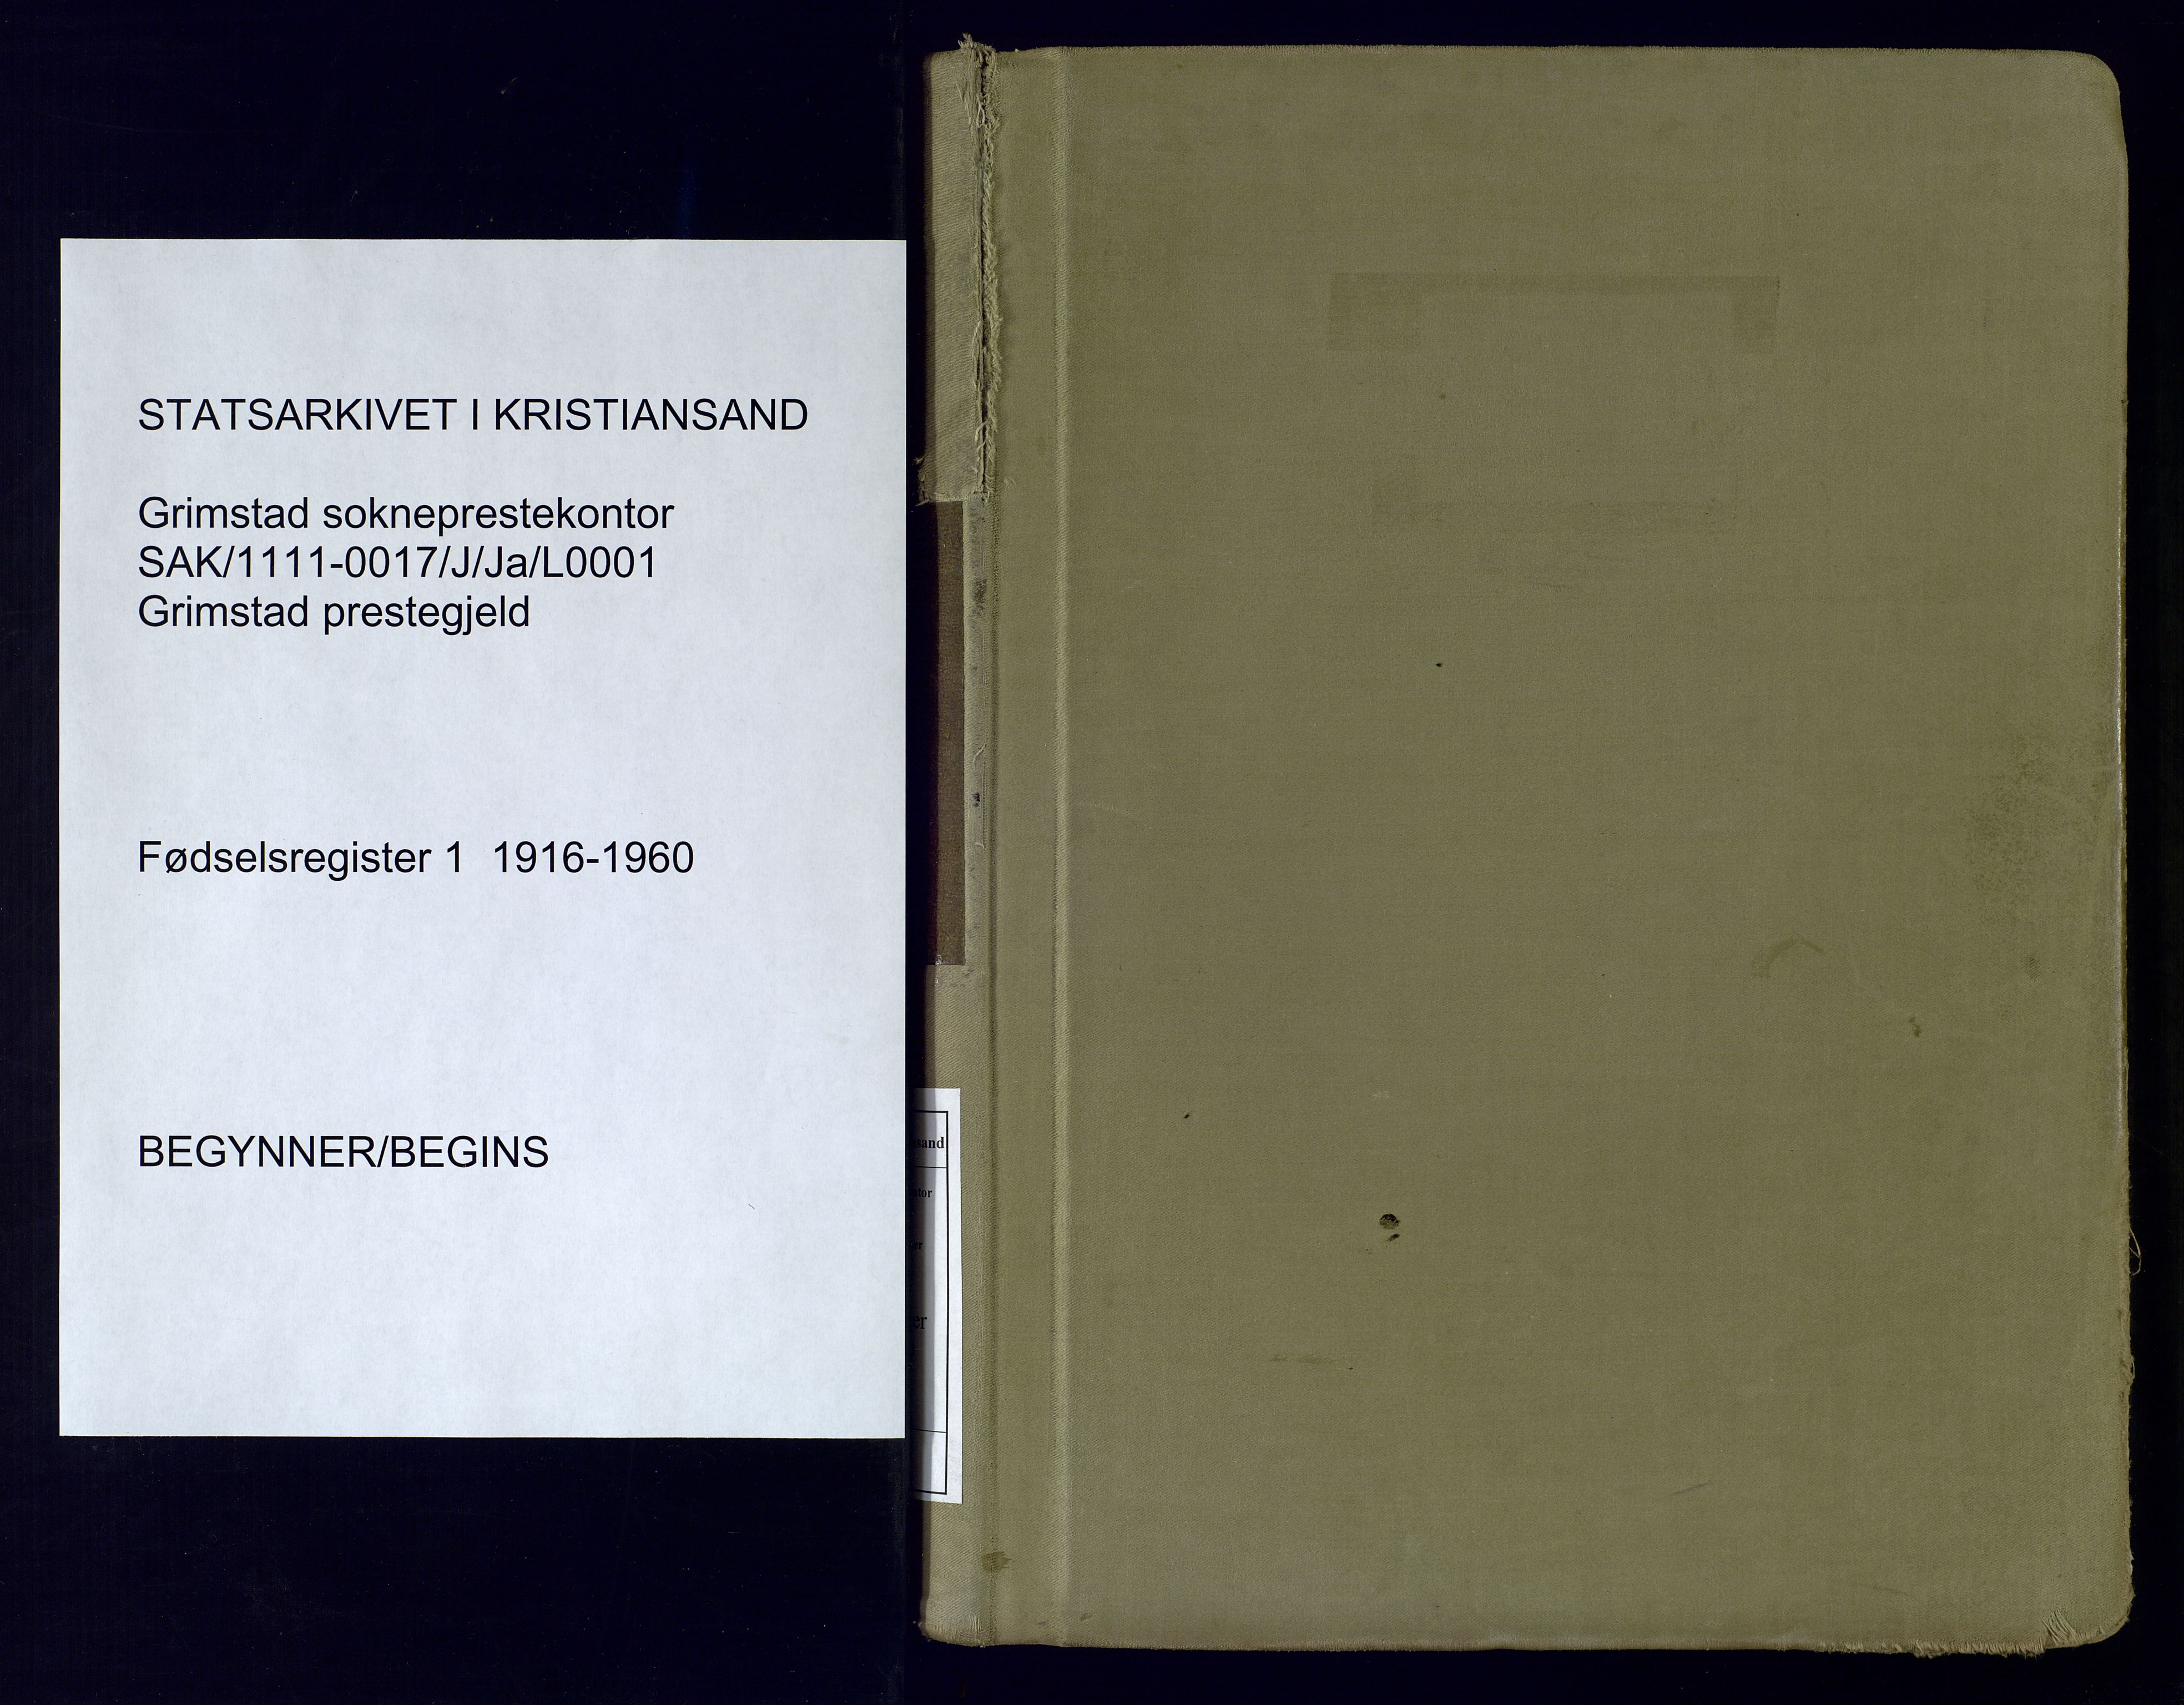 STATSARKIVET I KRISTIANSAND
Grimstad sokneprestekontor
SAK/1111-0017/J/Ja/L0001
Grimstad prestegjeld
Fødselsregister 1 1916-1960
BEGYNNER/BEGINS